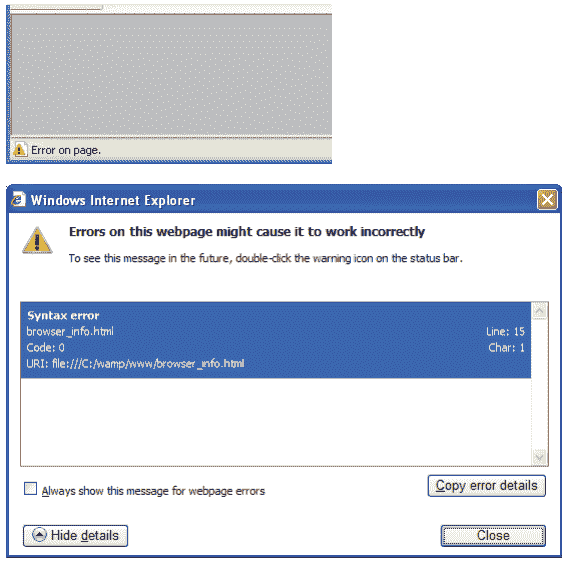 Error on page.
Windows Internet Explorer
Errors on this webpage might cause it to work incorrectly
To see this message in the future, double-click the warning icon on the status bar.
Syntax error
browser_info.html Line: 15
Code: 0 Char: 1
URI: file:///C:/wamp/www/browser_info.html
Always show this message for webpage errors
Copy error details
Hide details
Close